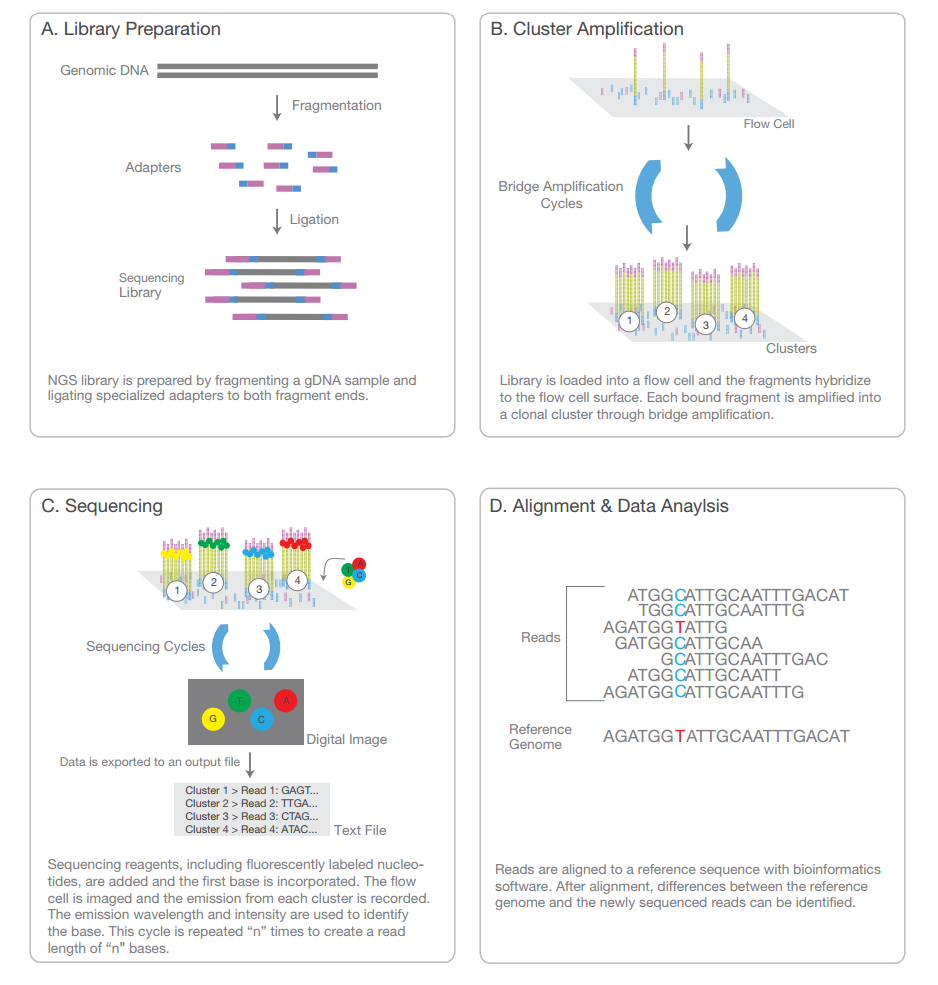 A. Library Preparation
Genomic DNA
Fragmentation
Adapters
Ligation
Sequencing
Library
NGS library is prepared by fragmenting a gDNA sample and
ligating specialized adapters to both fragment ends.
B. Cluster Amplification
Flow Cell
Bridge Amplification
Cycles
1 2 3 4
Clusters
Library is loaded into a flow cell and the fragments hybridize
to the flow cell surface. Each bound fragment is amplified into
a clonal cluster through bridge amplification.
C. Sequencing
1 2 3 4
T A C G
Sequencing Cycles
G T C A
Digital Image
Data is exported to an output file
Cluster 1 > Read 1: GAGT...
Cluster 2 > Read 2: TTGA...
Cluster 3 > Read 3: CTAG...
Cluster 4 > Read 4: ATAC...
Text File
Sequencing reagents, including fluorescently labeled nucleo-
tides, are added and the first base is incorporated. The flow
cell is imaged and the emission from each cluster is recorded.
The emission wavelength and intensity are used to identify
the base. This cycle is repeated “n” times to create a read
length of “n” bases.
D. Alignment & Data Anaylsis
ATGGCATTGCAATTTGACAT
TGGCATTGCAATTTG
AGATGGTATTG
Reads
GATGGCATTGCAA
GCATTGCAATTTGAC
ATGGCATTGCAATT
AGATGGCATTGCAATTTG
Reference
Genome
AGATGGTATTGCAATTTGACAT
Reads are aligned to a reference sequence with bioinformatics
software. After alignment, differences between the reference
genome and the newly sequenced reads can be identified.